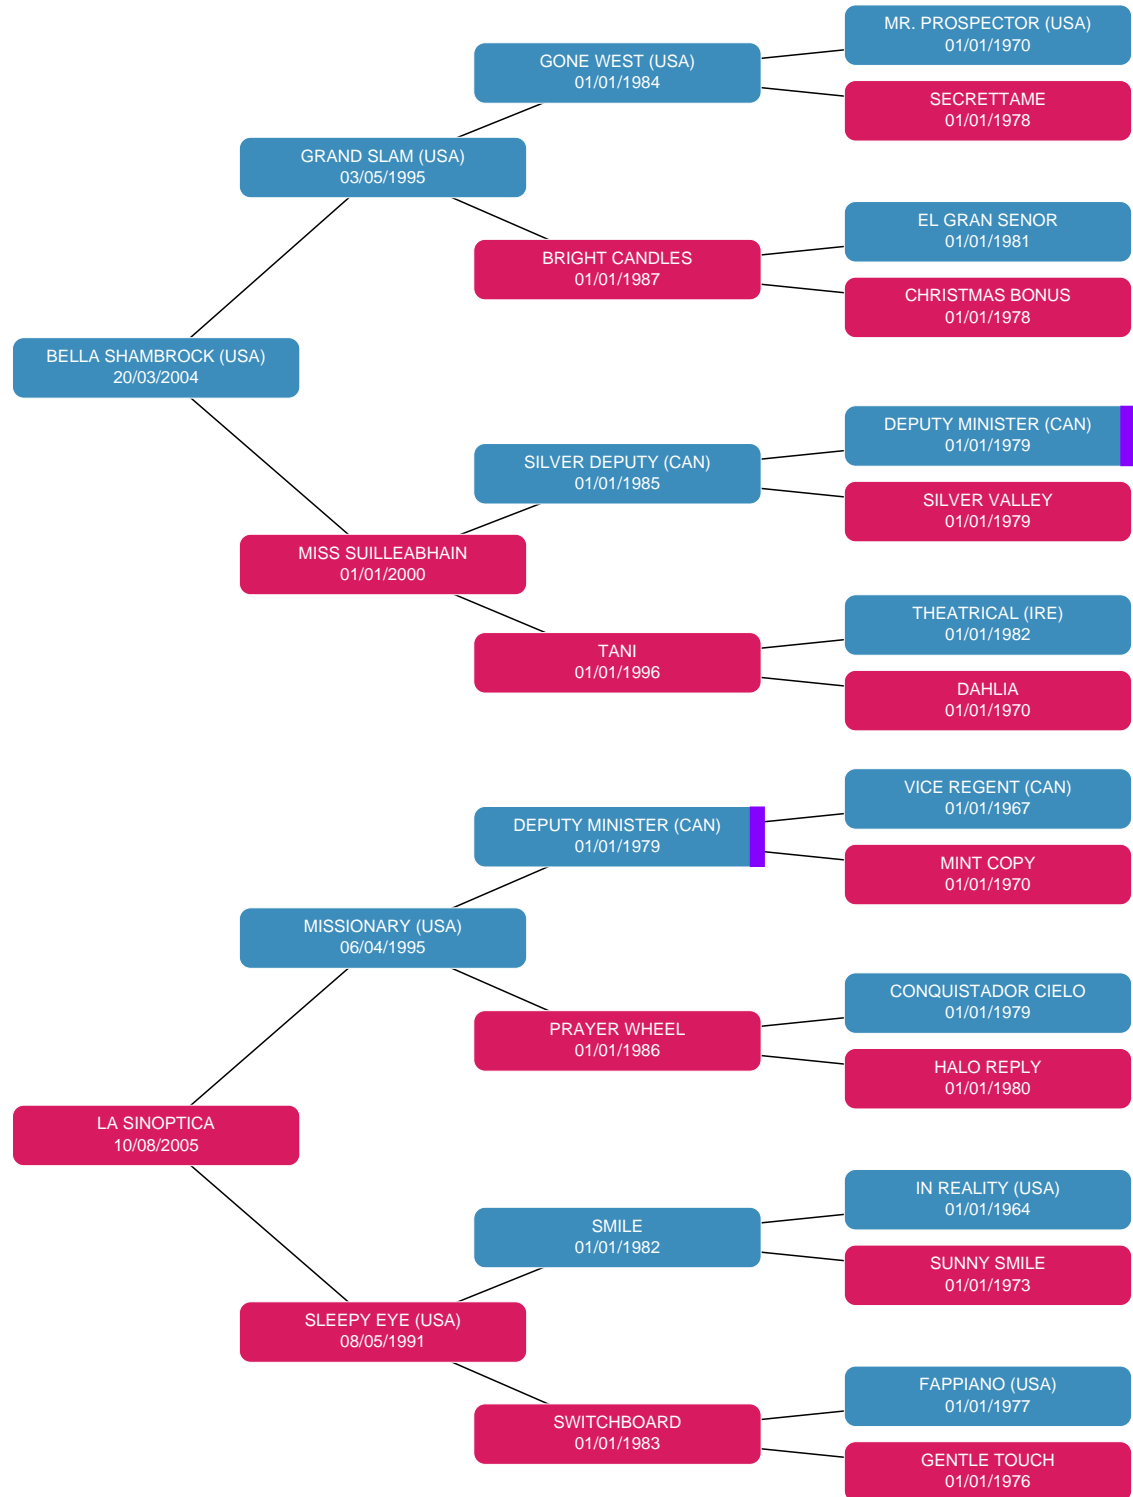 MR. PROSPECTOR (USA)
01/01/1970
GONE WEST (USA)
01/01/1984
SECRETTAME
01/01/1978
GRAND SLAM (USA)
03/05/1995
EL GRAN SENOR
01/01/1981
BRIGHT CANDLES
01/01/1987
CHRISTMAS BONUS
01/01/1978
BELLA SHAMBROCK (USA)
20/03/2004
DEPUTY MINISTER (CAN)
01/01/1979
SILVER DEPUTY (CAN)
01/01/1985
SILVER VALLEY
01/01/1979
MISS SUILLEABHAIN
01/01/2000
THEATRICAL (IRE)
01/01/1982
TANI
01/01/1996
DAHLIA
01/01/1970
VICE REGENT (CAN)
01/01/1967
DEPUTY MINISTER (CAN)
01/01/1979
MINT COPY
01/01/1970
MISSIONARY (USA)
06/04/1995
CONQUISTADOR CIELO
01/01/1979
PRAYER WHEEL
01/01/1986
HALO REPLY
01/01/1980
LA SINOPTICA
10/08/2005
IN REALITY (USA)
01/01/1964
SMILE
01/01/1982
SUNNY SMILE
01/01/1973
SLEEPY EYE (USA)
08/05/1991
FAPPIANO (USA)
01/01/1977
SWITCHBOARD
01/01/1983
GENTLE TOUCH
01/01/1976